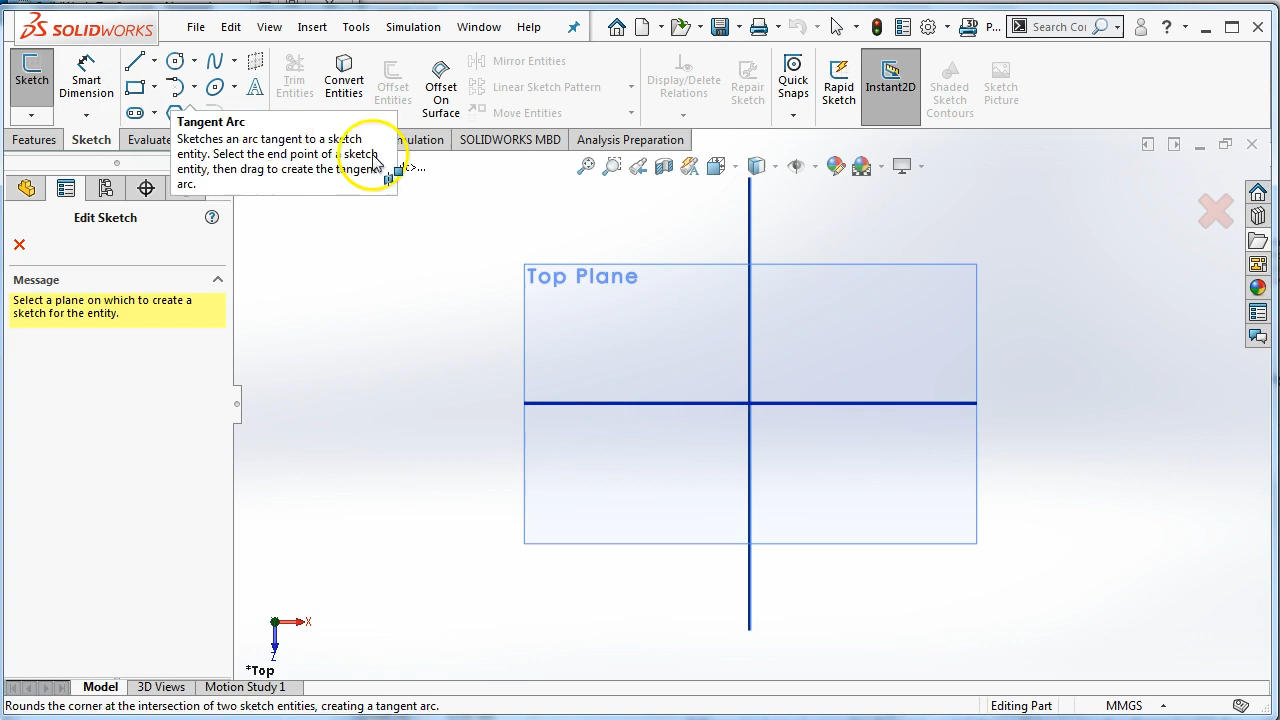 SOLIDWORKS
File Edit View Insert Tools Simulation Window Help
P...
Search Co
Sketch
Smart
Dimension
Trim
Entities
Convert
Entities
Offset
Entities
Offset
On
Surface
Mirror Entities
Linear Sketch Pattern
Move Entities
Display/Delete
Relations
Repair
Sketch
Quick
Snaps
Rapid
Sketch
Instant2D
Shaded
Sketch
Contours
Sketch
Picture
Features Sketch Evaluate SOLIDWORKS MBD Analysis Preparation
Tangent Arc
Sketches an arc tangent to a sketch
entity. Select the end point of a sketch
entity, then drag to create the tangent
arc.
Edit Sketch
Message
Select a plane on which to create a
sketch for the entity.
Top Plane
X
Z
*Top
Model 3D Views Motion Study 1
Rounds the corner at the intersection of two sketch entities, creating a tangent arc.
Editing Part
MMGS